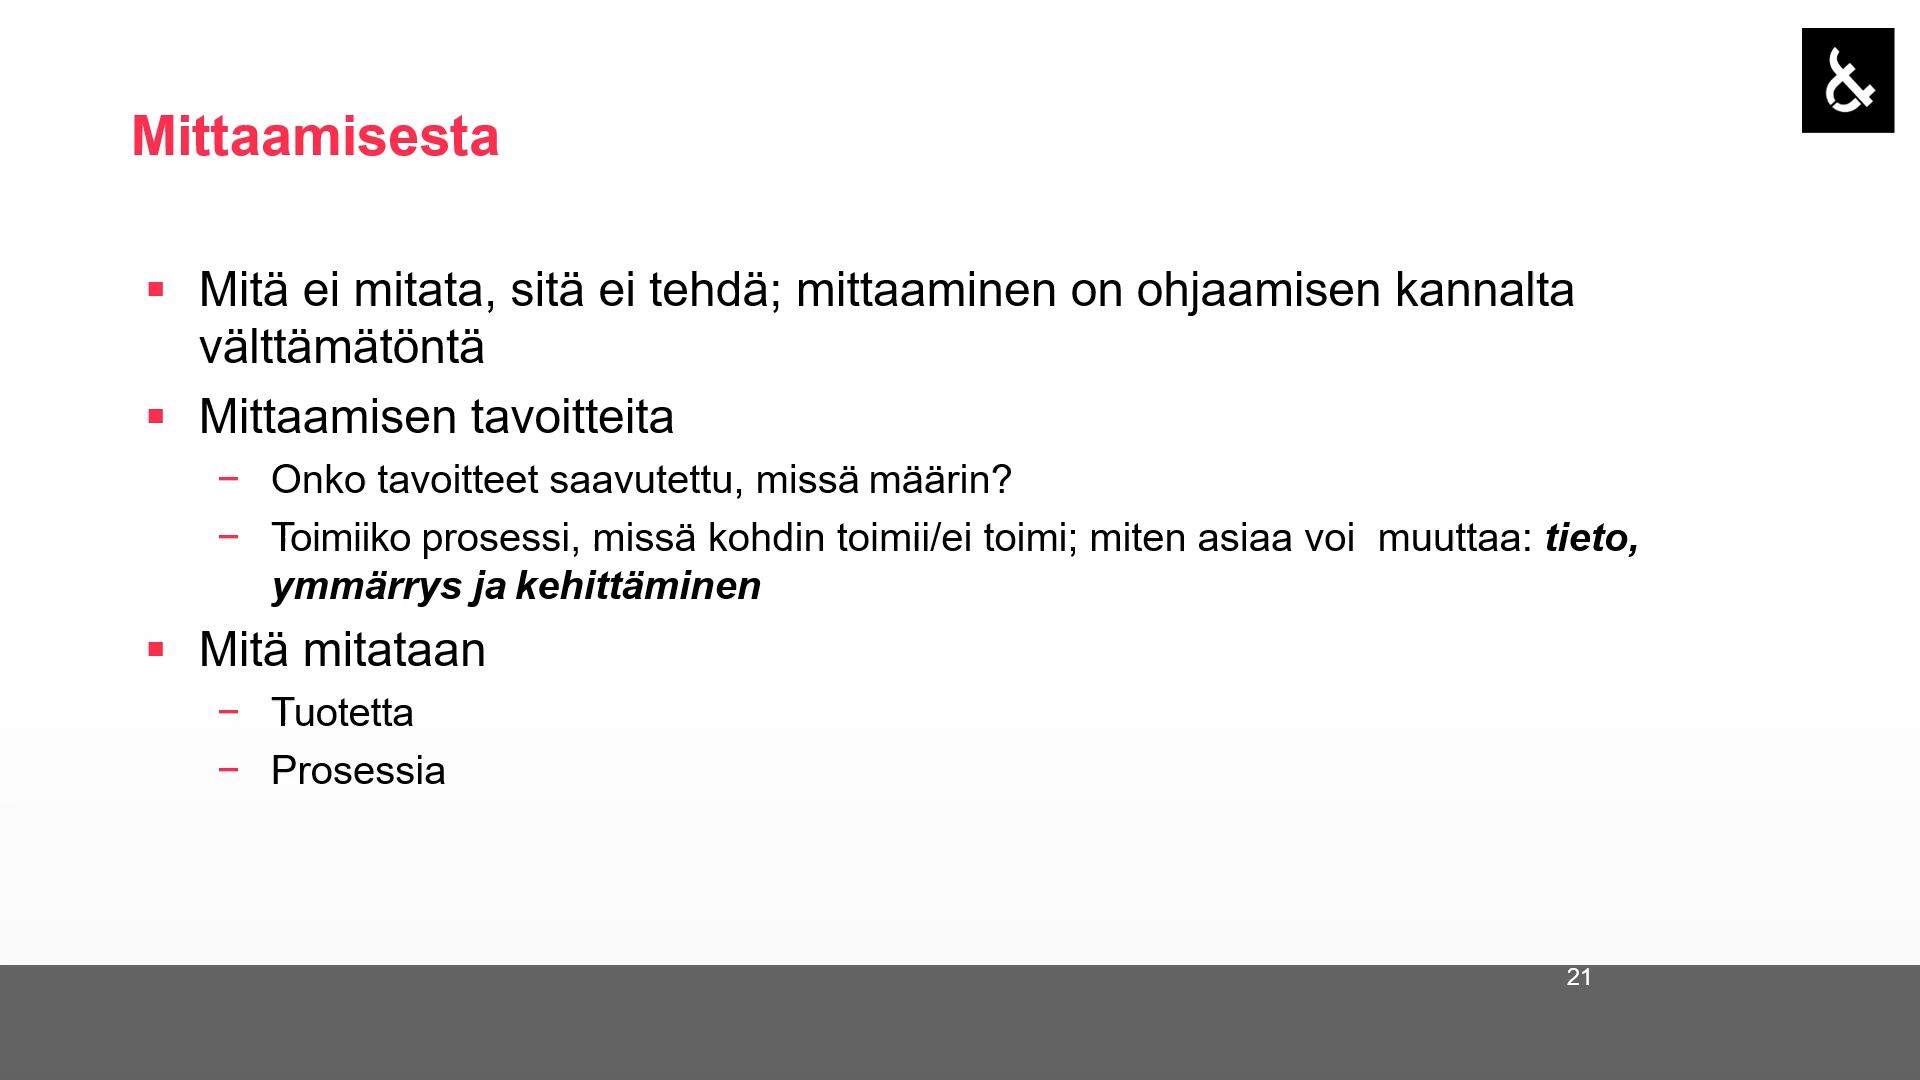 &
Mittaamisesta
▪ Mitä ei mitata, sitä ei tehdä; mittaaminen on ohjaamisen kannalta
välttämätöntä
▪ Mittaamisen tavoitteita
− Onko tavoitteet saavutettu, missä määrin?
− Toimiiko prosessi, missä kohdin toimii/ei toimi; miten asiaa voi muuttaa: tieto,
ymmärrys ja kehittäminen
▪ Mitä mitataan
− Tuotetta
− Prosessia
21